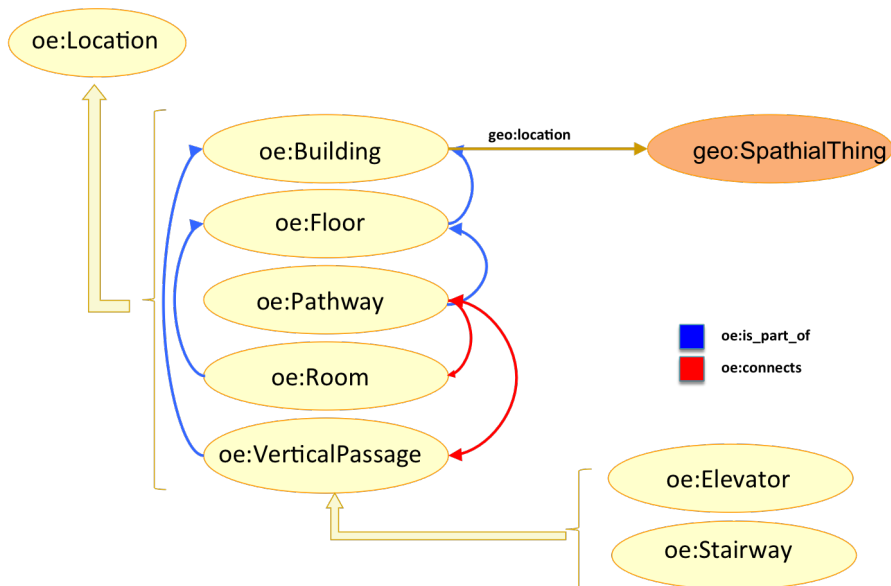 oe:Location
oe:Building
geo:location
geo:SpathialThing
oe:Floor
oe:Pathway
oe:is_part_of
oe:Room
oe:connects
oe:VerticalPassage
oe:Elevator
oe:Stairway